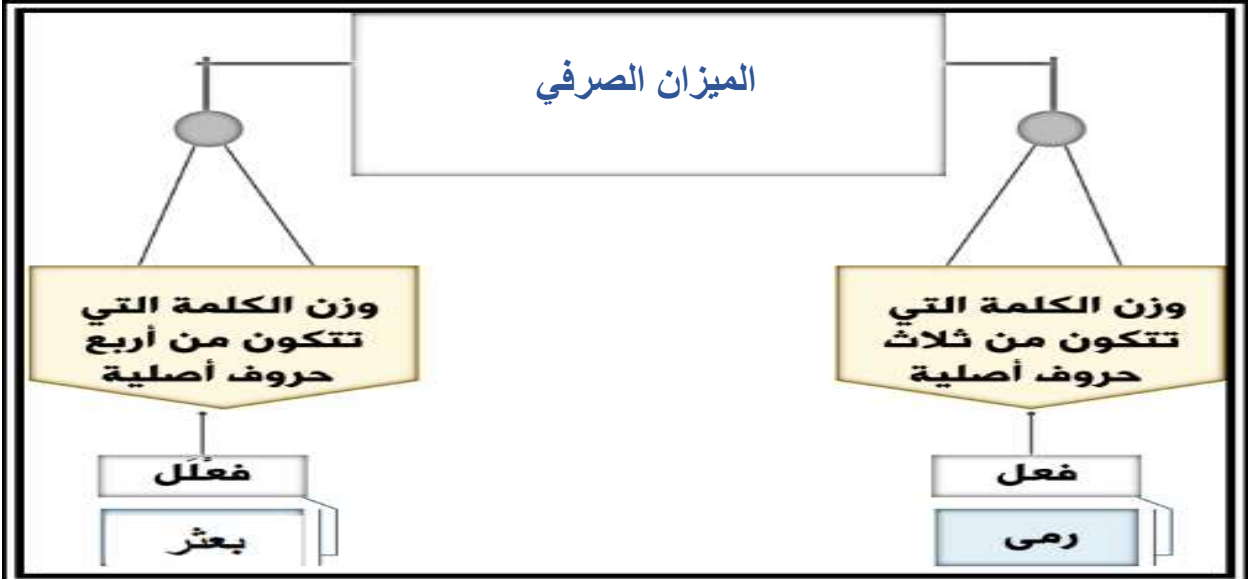 الميزان الصرفي
وزن الكلمة التي
تتكون من ثلاث
حروف أصلية
فعل
رمى
وزن الكلمة التي
تتكون من أربع
حروف أصلية
فعْلَل
بعثر